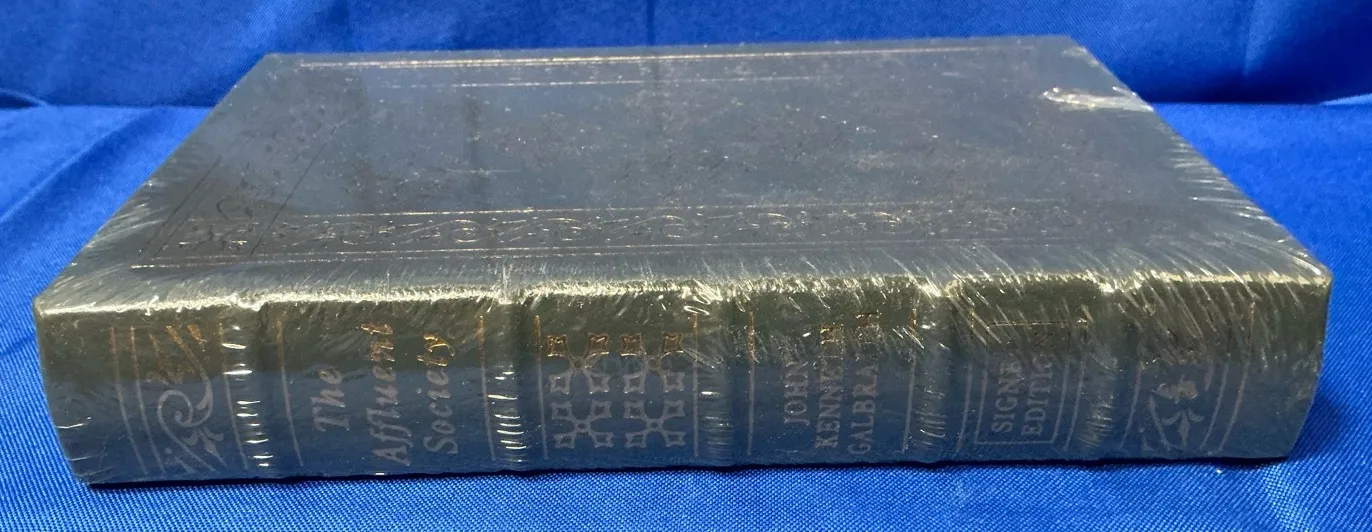 The
Affluent
Society
JOHN
KENNETH
GALBRAITH
SIGNED
EDITION